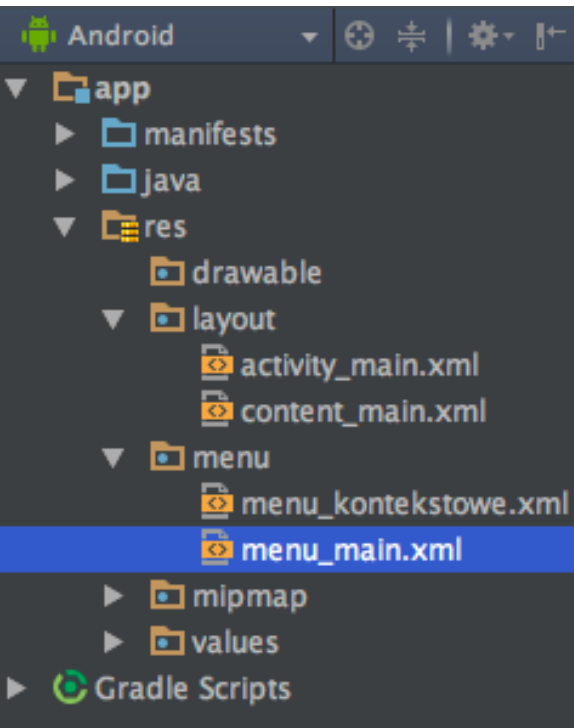 Android
app
manifests
java
res
drawable
layout
activity_main.xml
content_main.xml
menu
menu_kontekstowe.xml
menu_main.xml
mipmap
values
Gradle Scripts